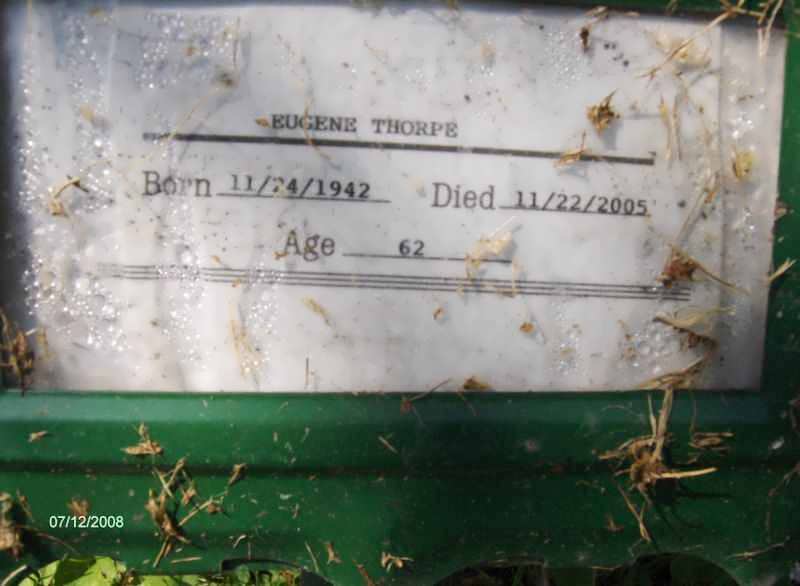 EUGENE THORPE
Born 11/24/1942 Died 11/22/2005
Age 62
07/12/2008